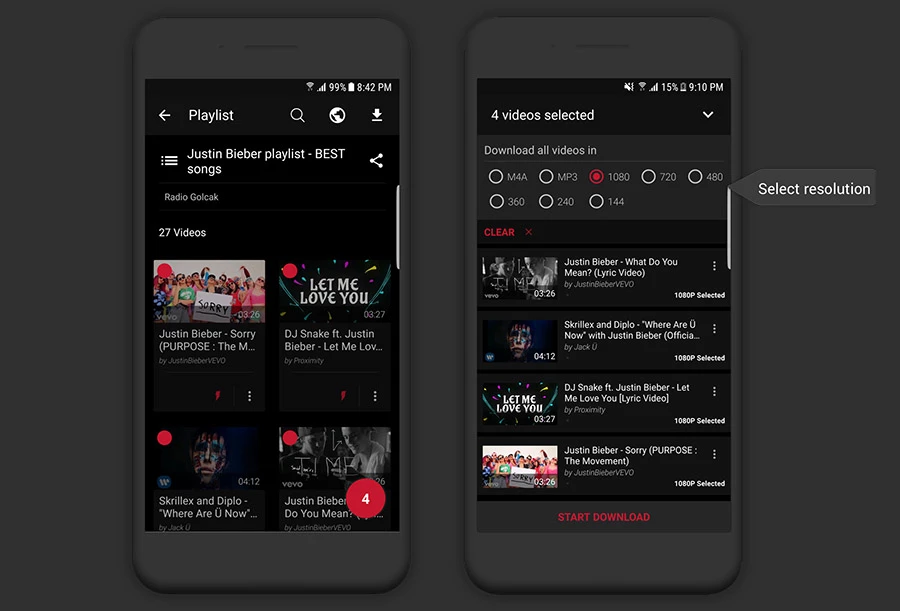 99% 8:42 PM
Playlist
Justin Bieber playlist - BEST
songs
Radio Golcak
27 Videos
SORRY
vevo
03:26
Justin Bieber - Sorry
(PURPOSE : The M...
by JustinBieberVEVO
LET ME
LOVE YOU
03:27
DJ Snake ft. Justin
Bieber - Let Me Lov...
by Proximity
04:12
Skrillex and Diplo -
"Where Are Ü Now"...
by Jack Ü
TIME
vevo
26
Justin Bieber
Do You Mean? (Lyric
by JustinBieberVEVO
4
15% 9:10 PM
4 videos selected
Download all videos in
M4A MP3 1080 720 480
360 240 144
CLEAR ×
TIME
vevo
03:26
Justin Bieber - What Do You
Mean? (Lyric Video)
by JustinBieberVEVO
1080P Selected
04:12
Skrillex and Diplo - "Where Are Ü
Now" with Justin Bieber (Officia...
by Jack Ü
1080P Selected
LET ME
LOVE YOU
03:27
DJ Snake ft. Justin Bieber - Let
Me Love You [Lyric Video]
by Proximity
1080P Selected
SORRY
vevo
03:26
Justin Bieber - Sorry (PURPOSE :
The Movement)
by JustinBieberVEVO
1080P Selected
START DOWNLOAD
Select resolution